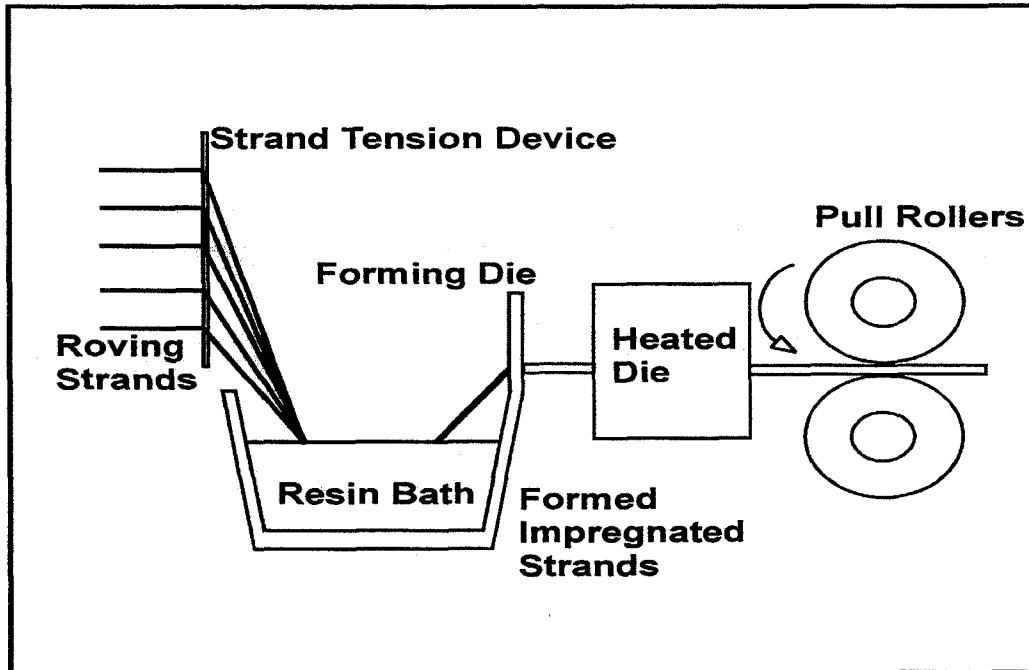 Strand Tension Device
Pull Rollers
Forming Die
Roving
Strands
Heated
Die
Resin Bath
Formed
Impregnated
Strands